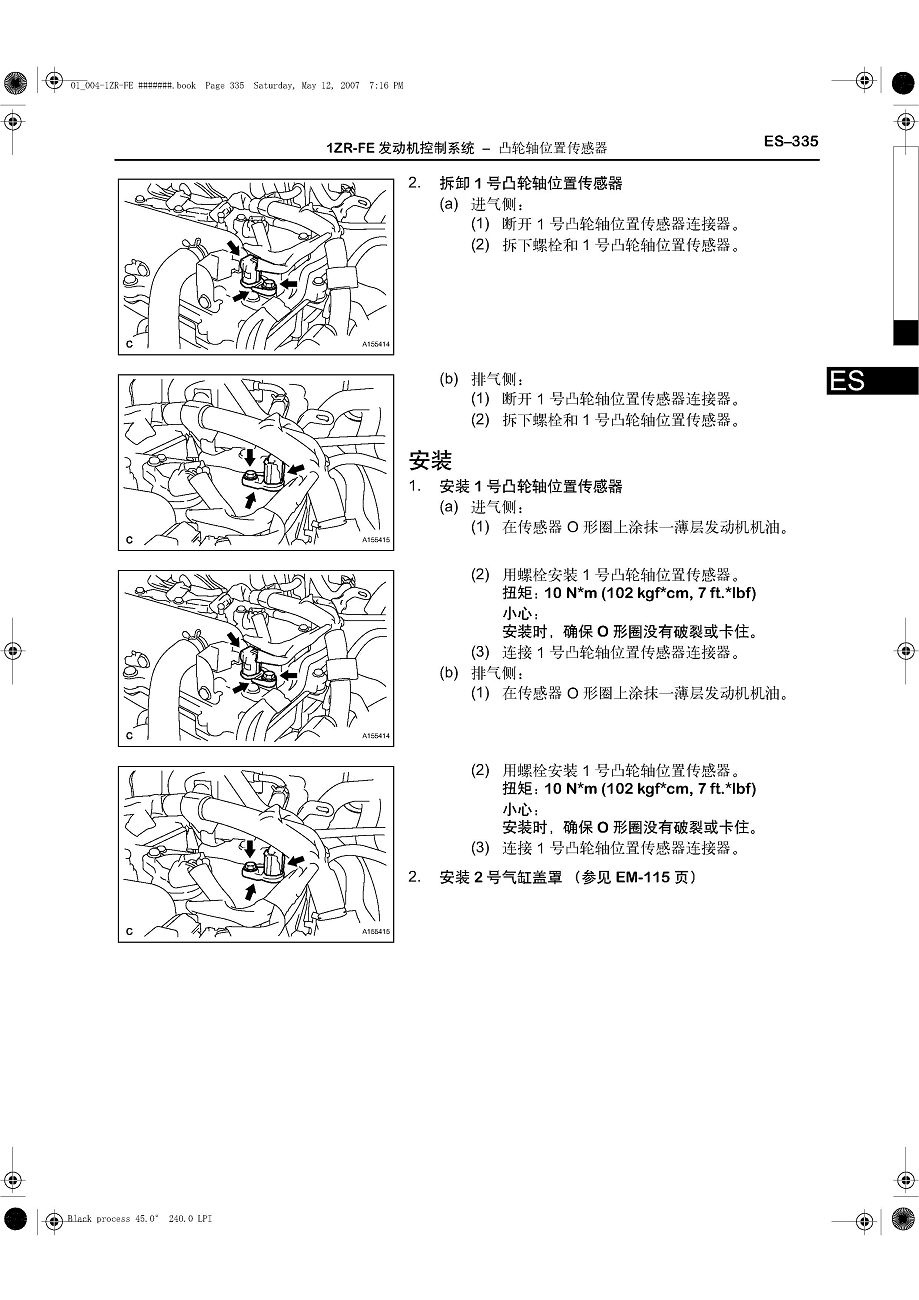 01_004-1ZR-FE #######.book Page 335 Saturday, May 12, 2007 7:16 PM
1ZR-FE 发动机控制系统 – 凸轮轴位置传感器
ES–335
2. 拆卸 1 号凸轮轴位置传感器
(a) 进气侧：
(1) 断开 1 号凸轮轴位置传感器连接器。
(2) 拆下螺栓和 1 号凸轮轴位置传感器。
C A155414
ES
(b) 排气侧：
(1) 断开 1 号凸轮轴位置传感器连接器。
(2) 拆下螺栓和 1 号凸轮轴位置传感器。
安装
1. 安装 1 号凸轮轴位置传感器
(a) 进气侧：
(1) 在传感器 O 形圈上涂抹一薄层发动机机油。
C A155415
(2) 用螺栓安装 1 号凸轮轴位置传感器。
扭矩：10 N*m (102 kgf*cm, 7 ft.*lbf)
小心：
安装时，确保 O 形圈没有破裂或卡住。
(3) 连接 1 号凸轮轴位置传感器连接器。
(b) 排气侧：
(1) 在传感器 O 形圈上涂抹一薄层发动机机油。
C A155414
(2) 用螺栓安装 1 号凸轮轴位置传感器。
扭矩：10 N*m (102 kgf*cm, 7 ft.*lbf)
小心：
安装时，确保 O 形圈没有破裂或卡住。
(3) 连接 1 号凸轮轴位置传感器连接器。
2. 安装 2 号气缸盖罩 （参见 EM-115 页）
C A155415
Black process 45.0° 240.0 LPI